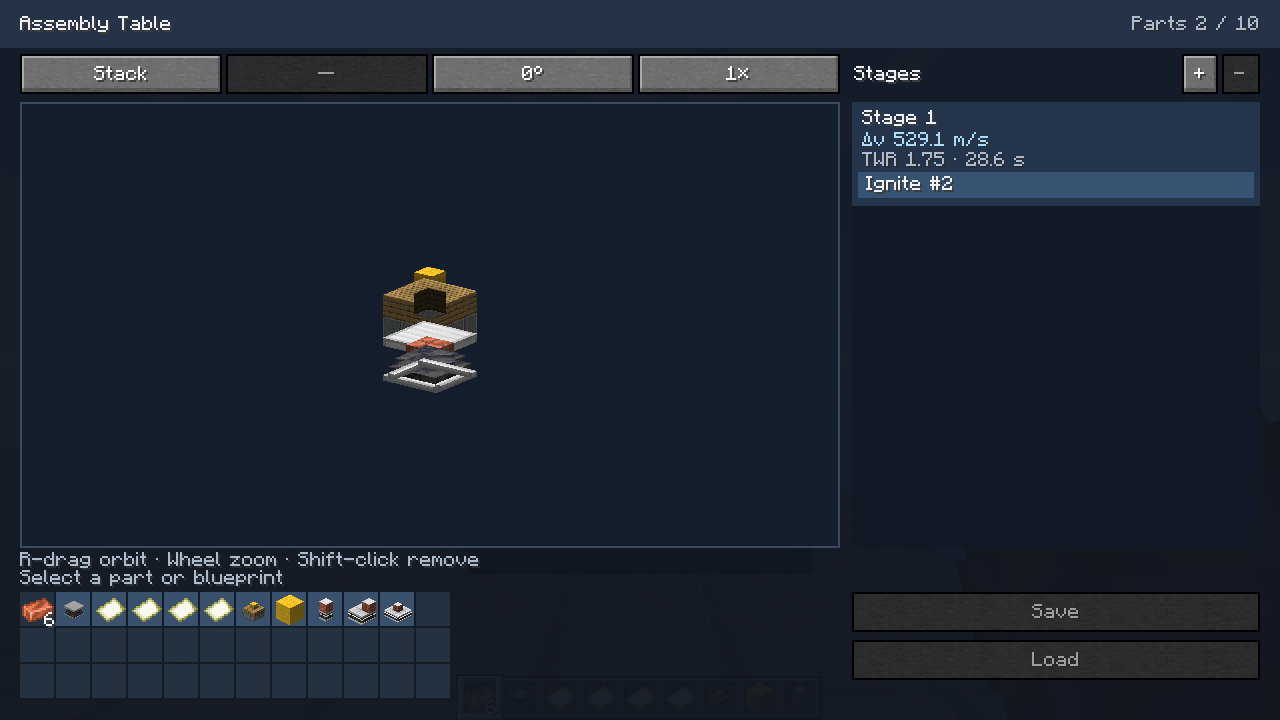 Assembly Table
Parts 2 / 10
Stack
—
0°
1×
Stages
+
−
Stage 1
Δv 529.1 m/s
TWR 1.75 · 28.6 s
Ignite #2
R-drag orbit · Wheel zoom · Shift-click remove
Select a part or blueprint
6
Save
Load